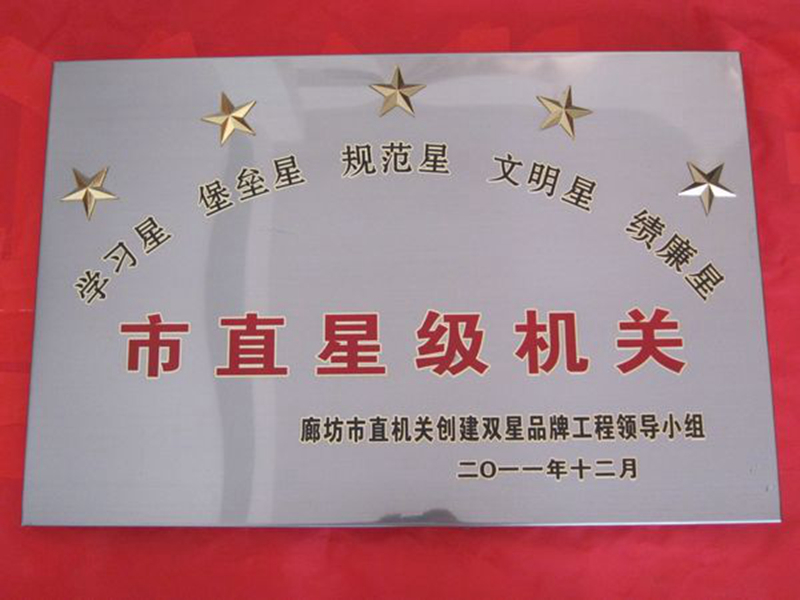 学习星 堡垒星 规范星 文明星 绩廉星
市直星级机关
廊坊市直机关创建双星品牌工程领导小组
二〇一一年十二月